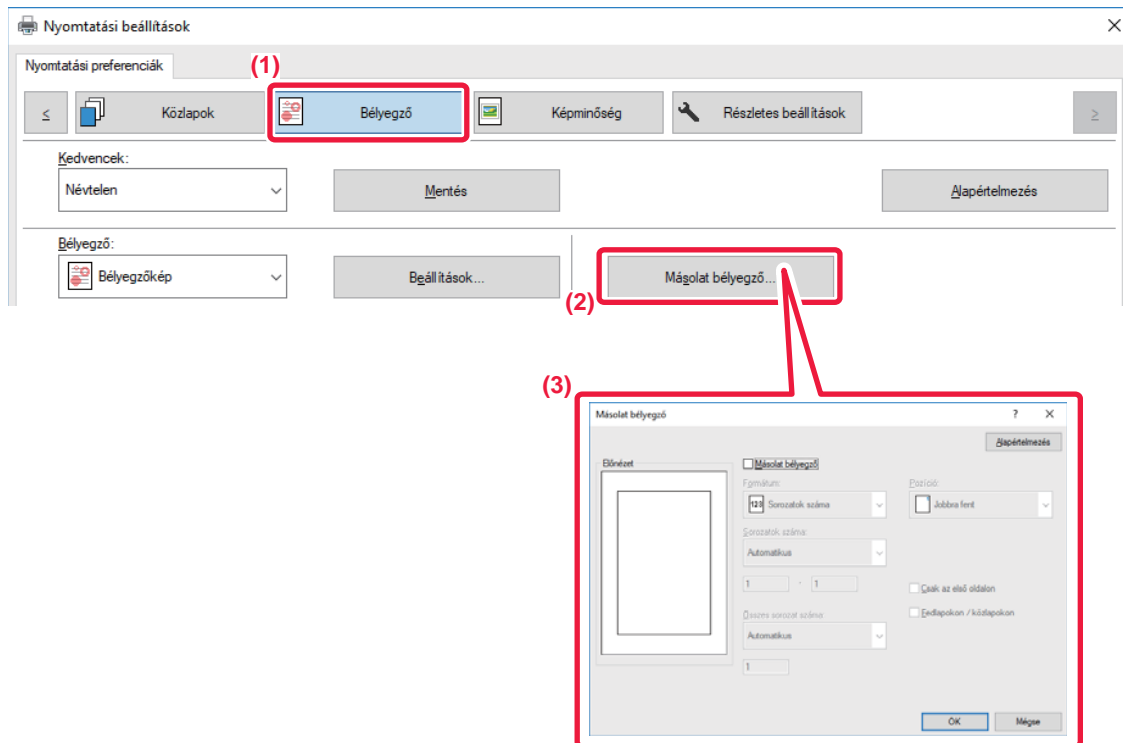 Nyomtatási beállítások
Nyomtatási preferenciák
(1)
≤ Közlapok Bélyegző Képminőség Részletes beállítások ≥
Kedvencek:
Névtelen Mentés Alapértelmezés
Bélyegző:
Bélyegzőkép Beállítások... Másolat bélyegző...
(2)
(3)
Másolat bélyegző ?
Alapértelmezés
Előnézet Másolat bélyegző
Formátum: Pozíció:
123 Sorozatok száma Jobbra fent
Sorozatok száma:
Automatikus
1 - 1 Csak az első oldalon
Összes sorozat száma: Fedlapokon / közlapokon
Automatikus
1
OK Mégse